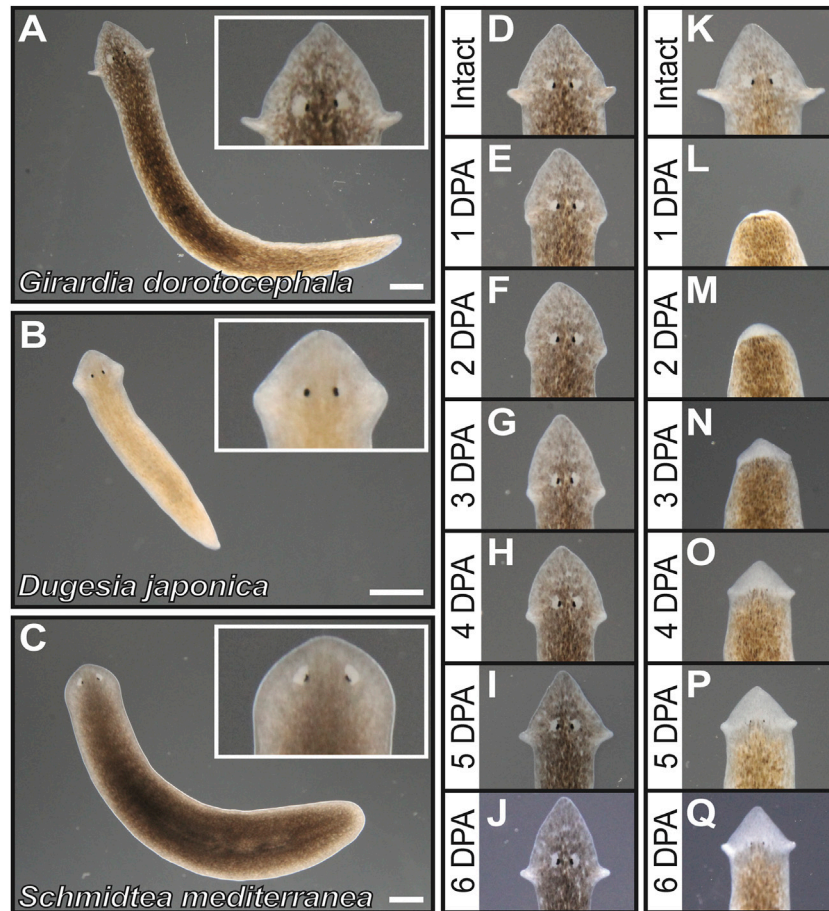 A
Girardia dorotocephala
B
Dugesia japonica
C
Schmidtea mediterranea
Intact
D
1 DPA
E
2 DPA
F
3 DPA
G
4 DPA
H
5 DPA
I
6 DPA
J
Intact
K
1 DPA
L
2 DPA
M
3 DPA
N
4 DPA
O
5 DPA
P
6 DPA
Q